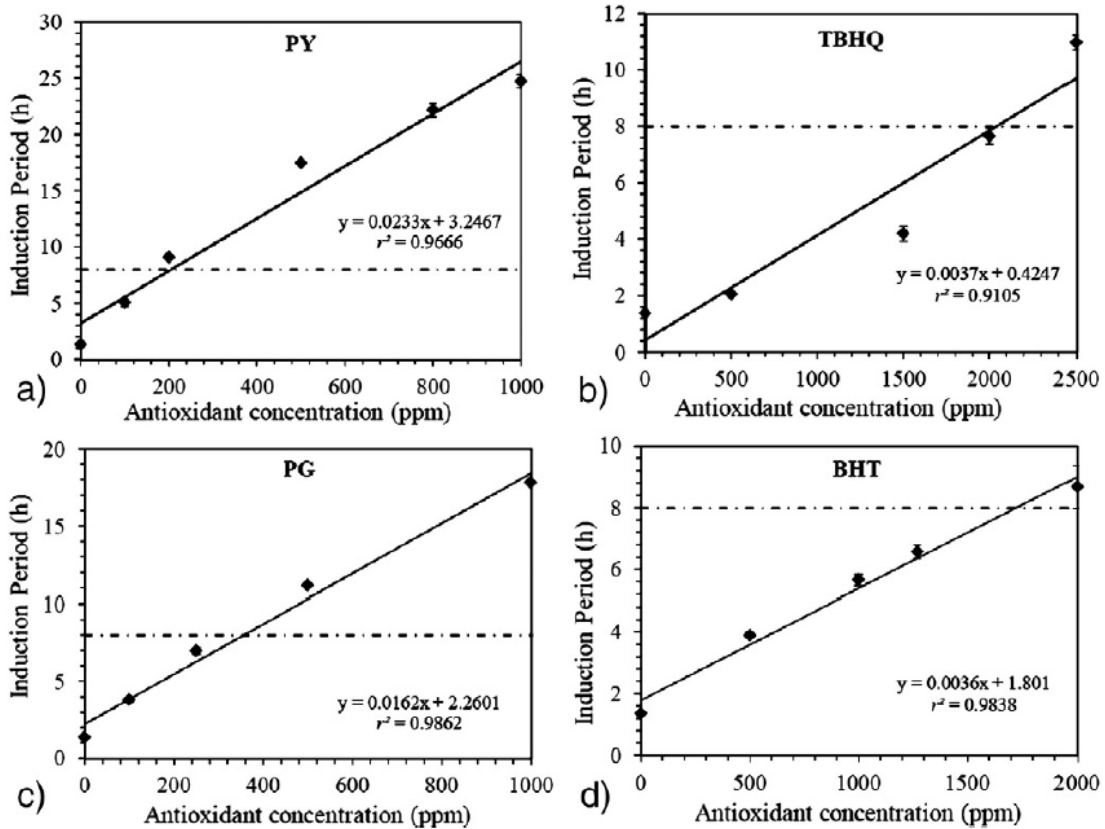 PY
Induction Period (h)
30
25
20
15
10
5
0
y = 0.0233x + 3.2467
r² = 0.9666
0 200 400 600 800 1000
a) Antioxidant concentration (ppm)
TBHQ
Induction Period (h)
12
10
8
6
4
2
0
y = 0.0037x + 0.4247
r² = 0.9105
0 500 1000 1500 2000 2500
b) Antioxidant concentration (ppm)
PG
Induction Period (h)
20
15
10
5
0
y = 0.0162x + 2.2601
r² = 0.9862
0 200 400 600 800 1000
c) Antioxidant concentration (ppm)
BHT
Induction Period (h)
10
8
6
4
2
0
y = 0.0036x + 1.801
r² = 0.9838
0 500 1000 1500 2000
d) Antioxidant concentration (ppm)